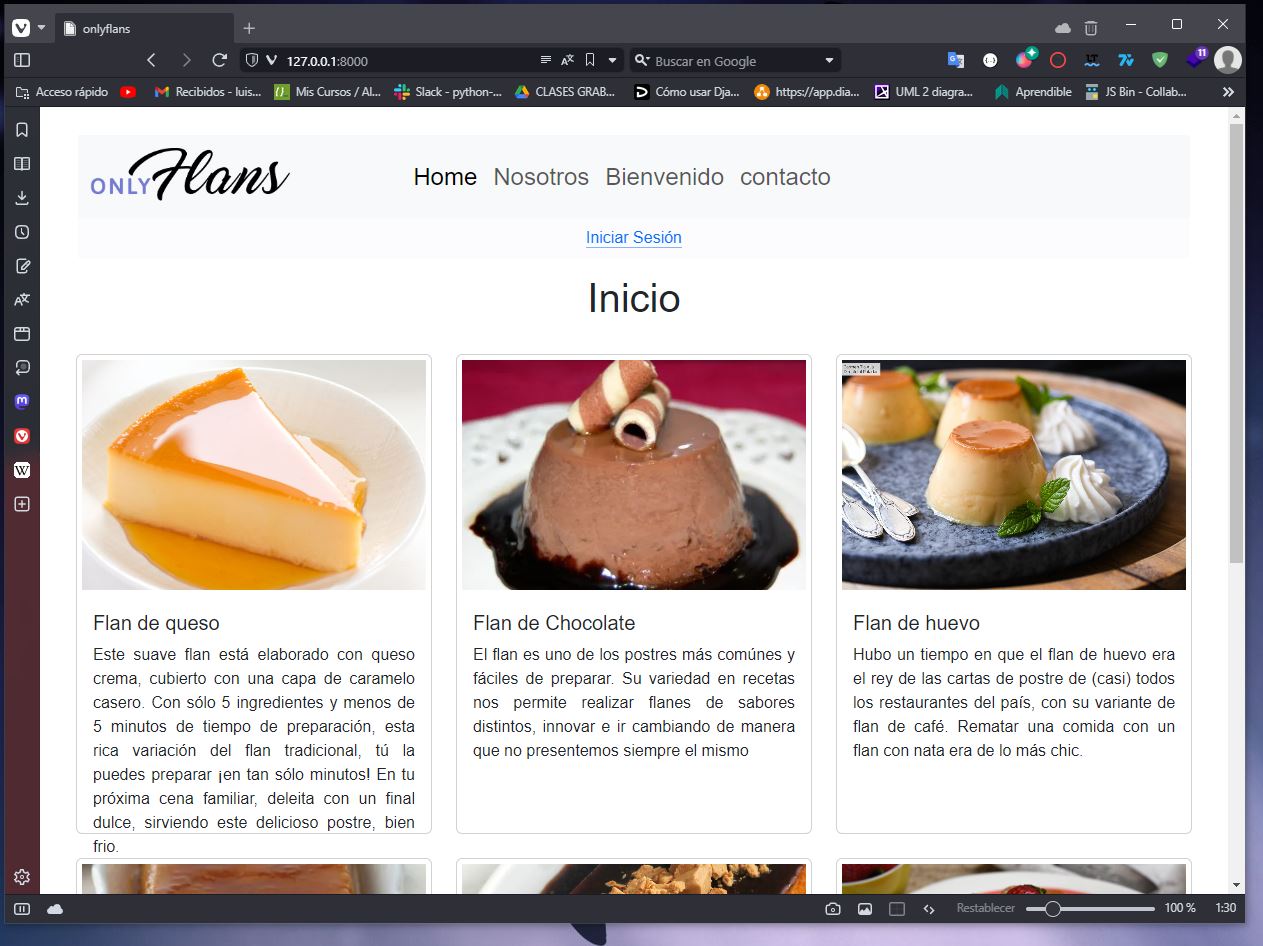 onlyflans
127.0.0.1:8000
Buscar en Google
11
Acceso rápido
Recibidos - luis...
Mis Cursos / Al...
Slack - python-...
CLASES GRAB...
Cómo usar Dja...
https://app.dia...
UML 2 diagra...
Aprendible
JS Bin - Collab...
ONLY Flans
Home
Nosotros
Bienvenido
contacto
Iniciar Sesión
Inicio
Flan de queso
Este suave flan está elaborado con queso
crema, cubierto con una capa de caramelo
casero. Con sólo 5 ingredientes y menos de
5 minutos de tiempo de preparación, esta
rica variación del flan tradicional, tú la
puedes preparar ¡en tan sólo minutos! En tu
próxima cena familiar, deleita con un final
dulce, sirviendo este delicioso postre, bien
frio.
Flan de Chocolate
El flan es uno de los postres más comúnes y
fáciles de preparar. Su variedad en recetas
nos permite realizar flanes de sabores
distintos, innovar e ir cambiando de manera
que no presentemos siempre el mismo
Flan de huevo
Hubo un tiempo en que el flan de huevo era
el rey de las cartas de postre de (casi) todos
los restaurantes del país, con su variante de
flan de café. Rematar una comida con un
flan con nata era de lo más chic.
Restablecer
100 %
1:30